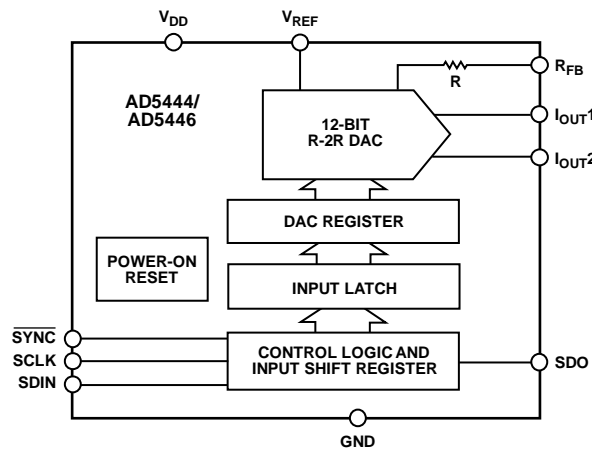 VDD
VREF
RFB
R
AD5444/
AD5446
12-BIT
R-2R DAC
IOUT1
IOUT2
DAC REGISTER
POWER-ON
RESET
INPUT LATCH
SYNC
SCLK
SDIN
CONTROL LOGIC AND
INPUT SHIFT REGISTER
SDO
GND